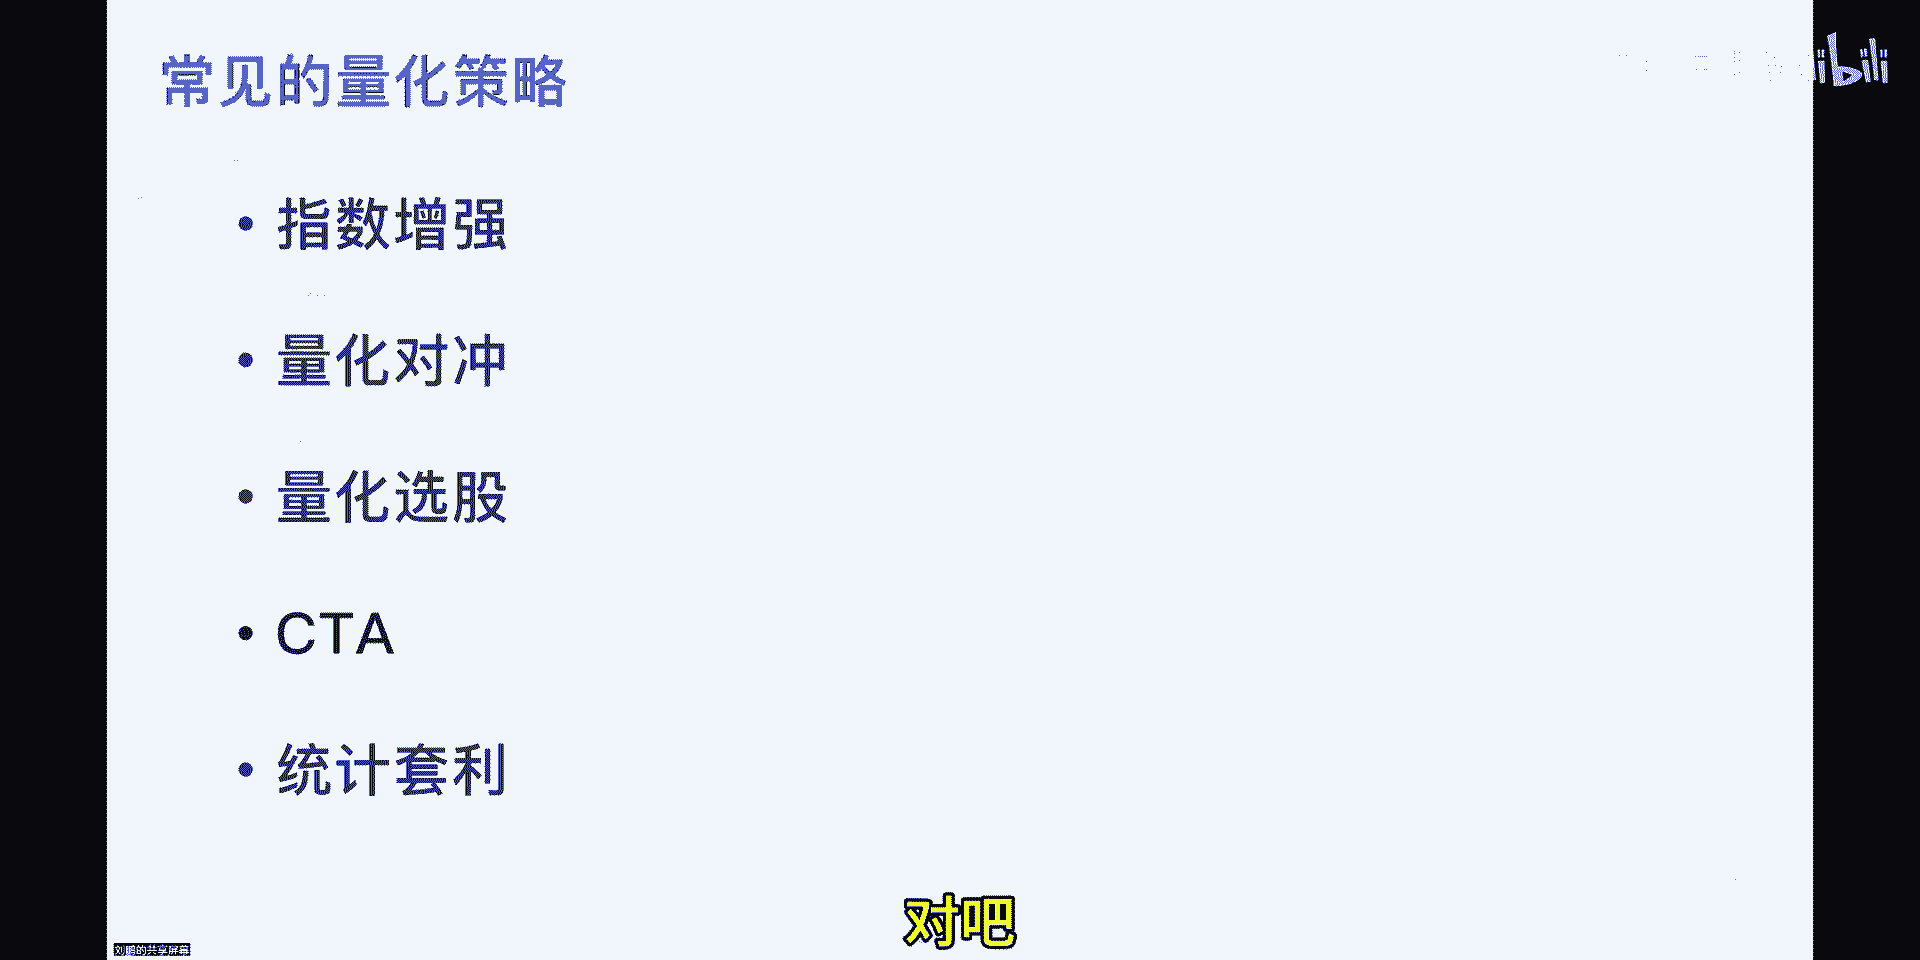 常见的量化策略
• 指数增强
• 量化对冲
• 量化选股
• CTA
• 统计套利
对吧
刘鹏的共享屏幕